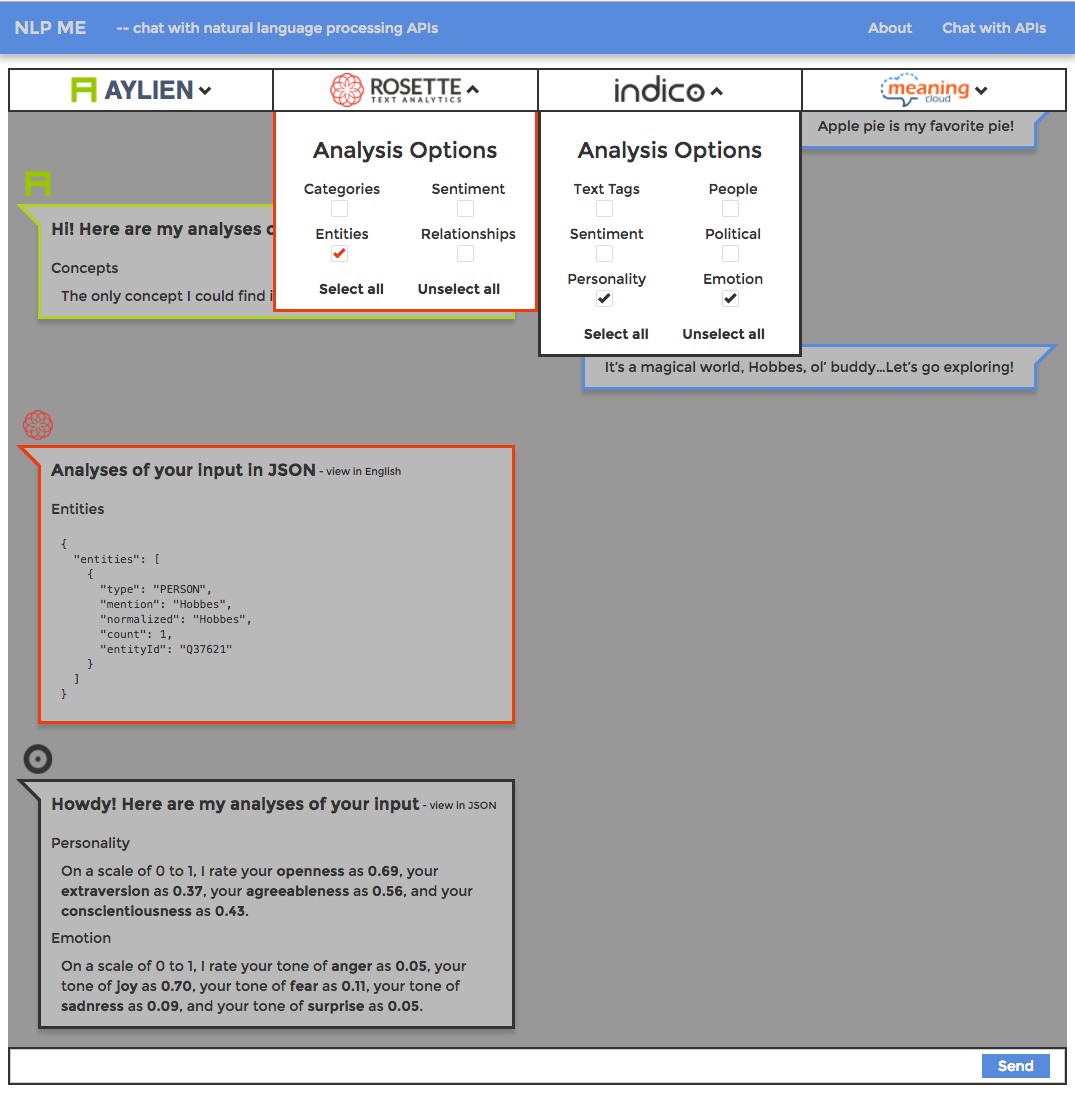 NLP ME -- chat with natural language processing APIs About Chat with APIs
AYLIEN ROSETTE TEXT ANALYTICS indico meaning cloud
Apple pie is my favorite pie!
Hi! Here are my analyses
Concepts
The only concept I could find
Analysis Options
Categories Sentiment
Entities Relationships
Select all Unselect all
Analysis Options
Text Tags People
Sentiment Political
Personality Emotion
Select all Unselect all
It's a magical world, Hobbes, ol' buddy...Let's go exploring!
Analyses of your input in JSON - view in English
Entities
{
"entities": [
{
"type": "PERSON",
"mention": "Hobbes",
"normalized": "Hobbes",
"count": 1,
"entityId": "Q37621"
}
]
}
Howdy! Here are my analyses of your input - view in JSON
Personality
On a scale of 0 to 1, I rate your openness as 0.69, your
extraversion as 0.37, your agreeableness as 0.56, and your
conscientiousness as 0.43.
Emotion
On a scale of 0 to 1, I rate your tone of anger as 0.05, your
tone of joy as 0.70, your tone of fear as 0.11, your tone of
sadness as 0.09, and your tone of surprise as 0.05.
Send